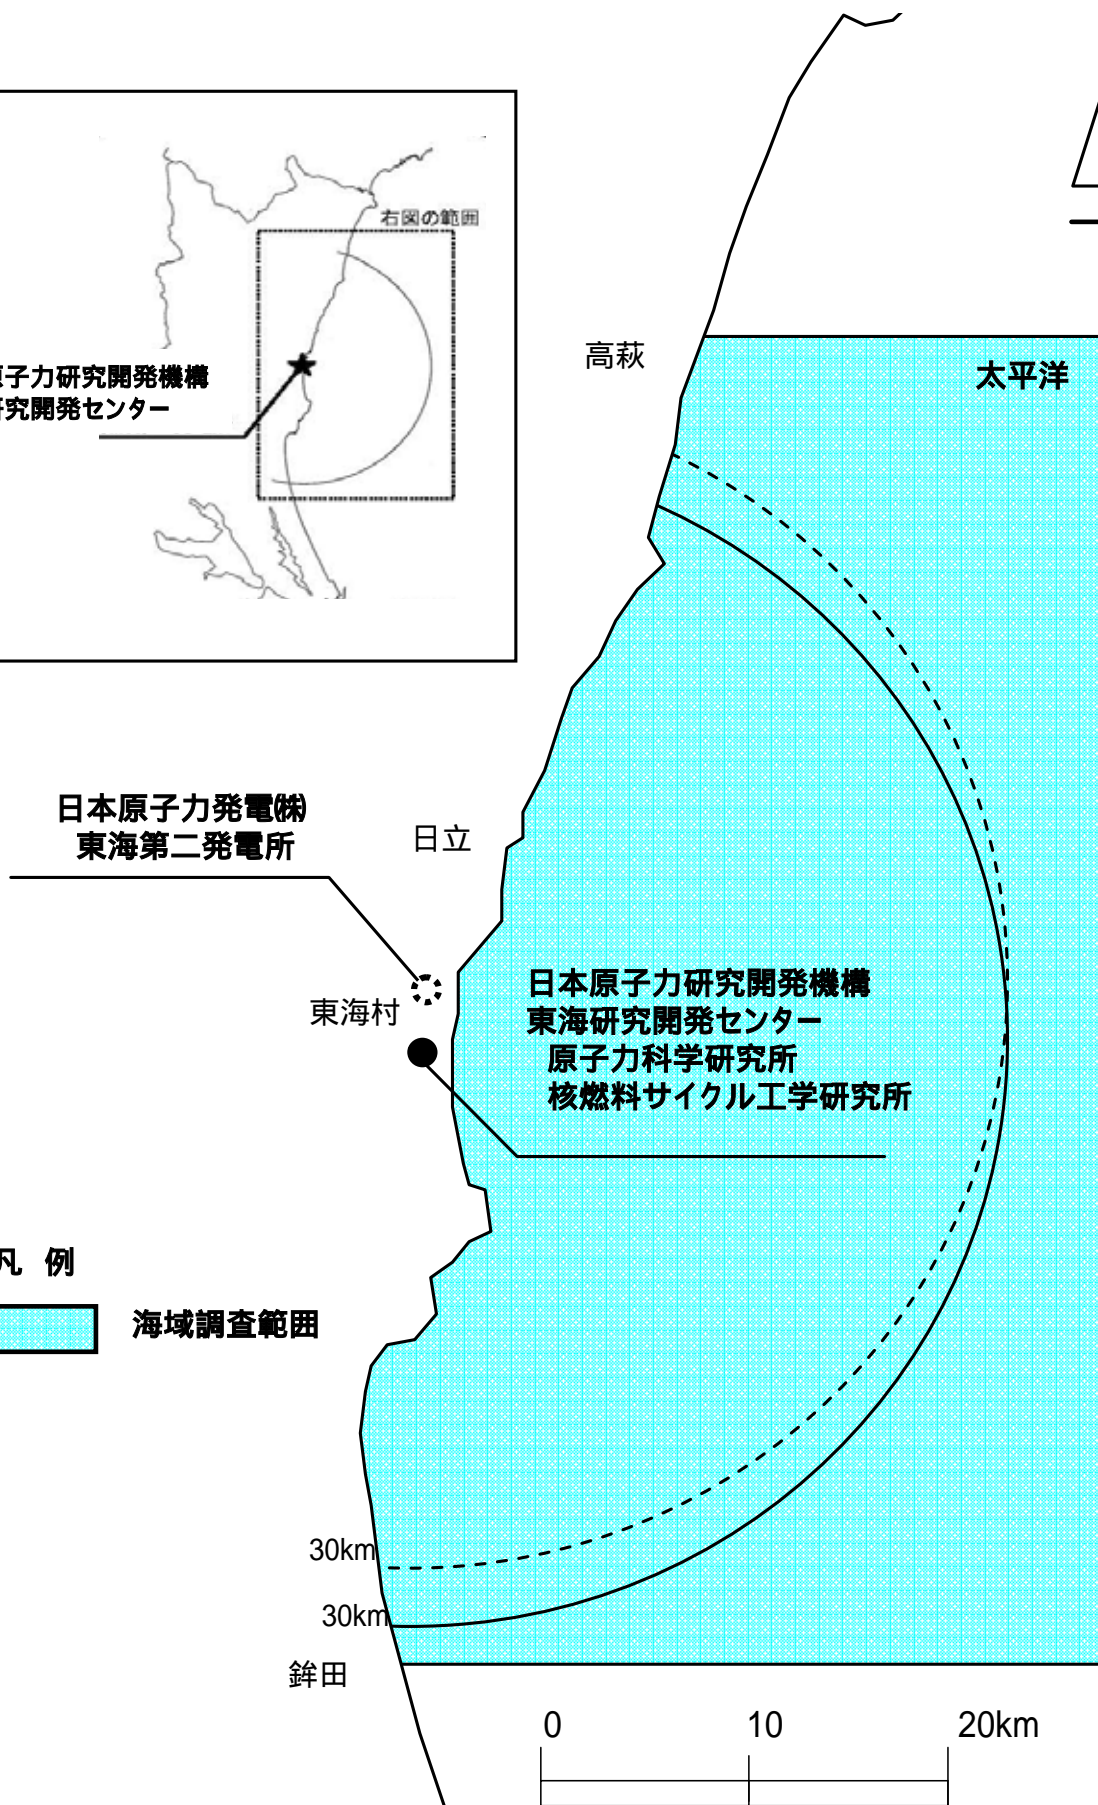 右図の範囲
原子力研究開発機構
研究開発センター
高萩
太平洋
日本原子力発電㈱
東海第二発電所
日立
東海村
日本原子力研究開発機構
東海研究開発センター
原子力科学研究所
核燃料サイクル工学研究所
凡 例
海域調査範囲
30km
30km
鉾田
0 10 20km